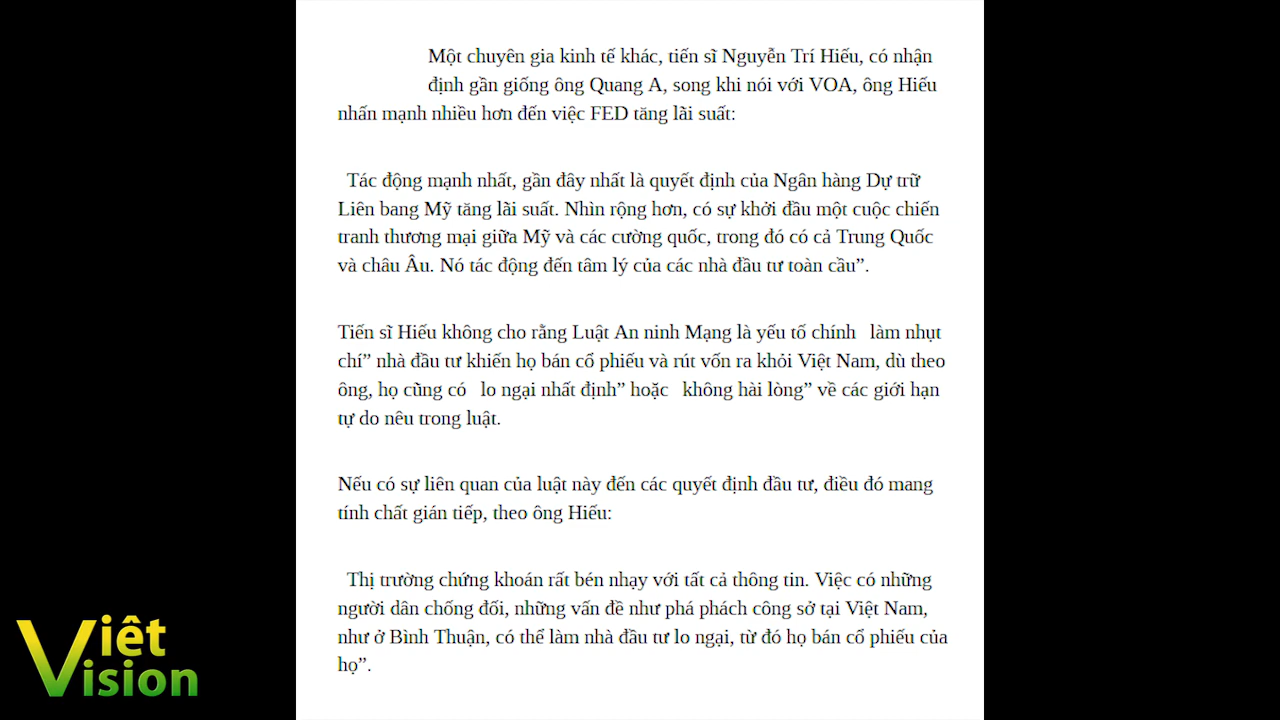 Một chuyên gia kinh tế khác, tiến sĩ Nguyễn Trí Hiếu, có nhận
định gần giống ông Quang A, song khi nói với VOA, ông Hiếu
nhấn mạnh nhiều hơn đến việc FED tăng lãi suất:
Tác động mạnh nhất, gần đây nhất là quyết định của Ngân hàng Dự trữ
Liên bang Mỹ tăng lãi suất. Nhìn rộng hơn, có sự khởi đầu một cuộc chiến
tranh thương mại giữa Mỹ và các cường quốc, trong đó có cả Trung Quốc
và châu Âu. Nó tác động đến tâm lý của các nhà đầu tư toàn cầu”.
Tiến sĩ Hiếu không cho rằng Luật An ninh Mạng là yếu tố chính làm nhụt
chí” nhà đầu tư khiến họ bán cổ phiếu và rút vốn ra khỏi Việt Nam, dù theo
ông, họ cũng có lo ngại nhất định” hoặc không hài lòng” về các giới hạn
tự do nêu trong luật.
Nếu có sự liên quan của luật này đến các quyết định đầu tư, điều đó mang
tính chất gián tiếp, theo ông Hiếu:
Thị trường chứng khoán rất bén nhạy với tất cả thông tin. Việc có những
người dân chống đối, những vấn đề như phá phách công sở tại Việt Nam,
như ở Bình Thuận, có thể làm nhà đầu tư lo ngại, từ đó họ bán cổ phiếu của
họ”.
Việt
Vision